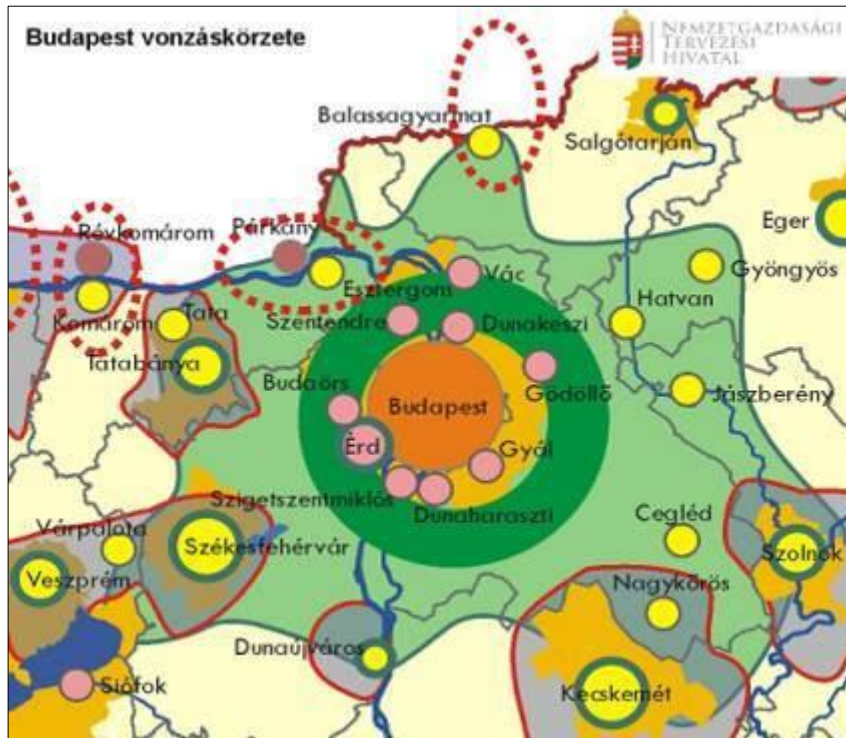 Budapest vonzáskörzete
NEMZETGAZDASÁGI
TERVEZÉSI
HIVATAL
Balassagyarmat
Salgótarján
Révkomárom
Párkány
Eger
Vác
Gyöngyös
Esztergom
Hatvan
Komárom
Tata
Szentendre
Dunakeszi
Tatabánya
Gödöllő
Budaörs
Budapest
Jászberény
Érd
Gyál
Szigetszentmiklós
Dunaharaszti
Cegléd
Várpalota
Székesfehérvár
Szolnok
Veszprém
Nagykőrös
Dunaújváros
Siófok
Kecskemét